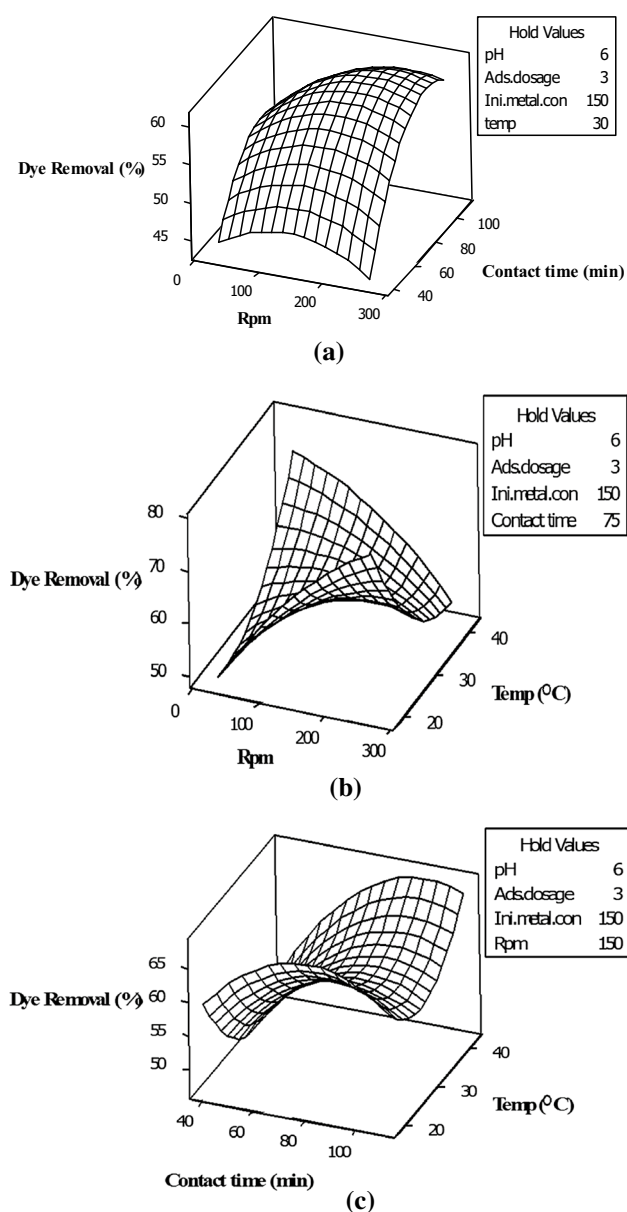 Hold Values
pH 6
Ads.dosage 3
Ini.metal.con 150
temp 30
60
55
50
45
Dye Removal (%)
0
100
200
300
Rpm
40
60
80
100
Contact time (min)
(a)
Hold Values
pH 6
Ads.dosage 3
Ini.metal.con 150
Contact time 75
80
70
60
50
Dye Removal (%)
0
100
200
300
Rpm
20
30
40
Temp (⁰C)
(b)
Hold Values
pH 6
Ads.dosage 3
Ini.metal.con 150
Rpm 150
65
60
55
50
Dye Removal (%)
40
60
80
100
Contact time (min)
20
30
40
Temp (⁰C)
(c)